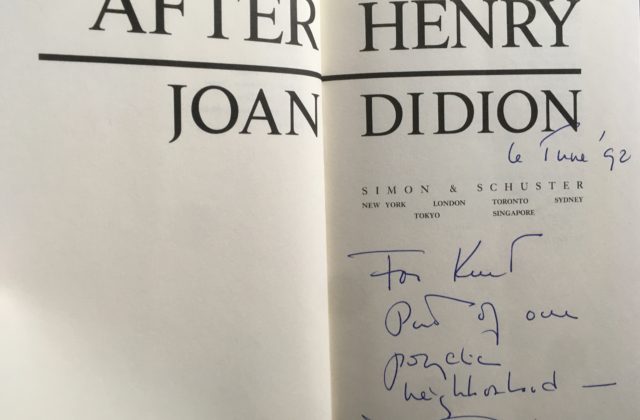 AFTER HENRY
JOAN DIDION
6 June '92
SIMON & SCHUSTER
NEW YORK LONDON TORONTO SYDNEY
TOKYO SINGAPORE
For Kurt
Part of our
neighborhood —